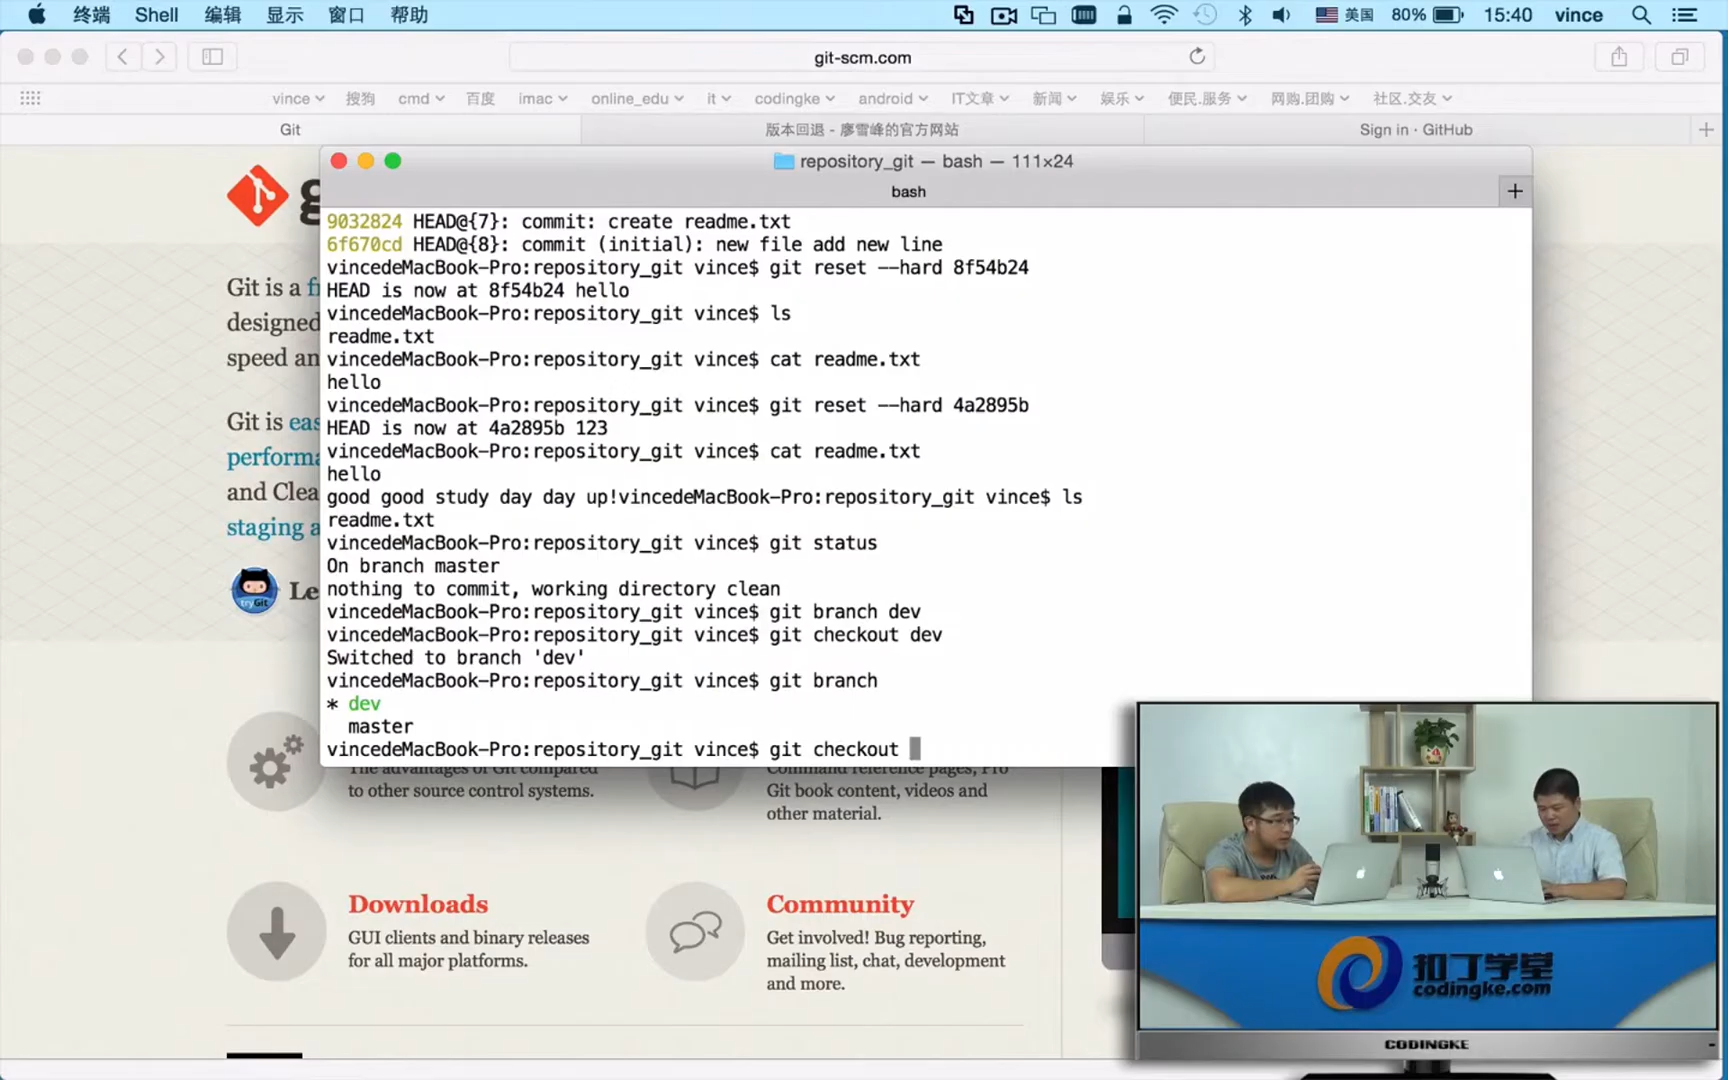 终端 Shell 编辑 显示 窗口 帮助 美国 80% 15:40 vince
git-scm.com
vince 搜狗 cmd 百度 imac online_edu it codingke android IT文章 新闻 娱乐 便民.服务 网购.团购 社区.交友
Git 版本回退 - 廖雪峰的官方网站 Sign in · GitHub
repository_git — bash — 111×24
bash
9032824 HEAD@{7}: commit: create readme.txt
6f670cd HEAD@{8}: commit (initial): new file add new line
vincedeMacBook-Pro:repository_git vince$ git reset --hard 8f54b24
HEAD is now at 8f54b24 hello
vincedeMacBook-Pro:repository_git vince$ ls
readme.txt
vincedeMacBook-Pro:repository_git vince$ cat readme.txt
hello
vincedeMacBook-Pro:repository_git vince$ git reset --hard 4a2895b
HEAD is now at 4a2895b 123
vincedeMacBook-Pro:repository_git vince$ cat readme.txt
hello
good good study day day up!vincedeMacBook-Pro:repository_git vince$ ls
readme.txt
vincedeMacBook-Pro:repository_git vince$ git status
On branch master
nothing to commit, working directory clean
vincedeMacBook-Pro:repository_git vince$ git branch dev
vincedeMacBook-Pro:repository_git vince$ git checkout dev
Switched to branch 'dev'
vincedeMacBook-Pro:repository_git vince$ git branch
* dev
master
vincedeMacBook-Pro:repository_git vince$ git checkout
g
Git is a f
designed
speed an
Git is eas
performa
and Clea
staging a
tryGit
Le
The advantages of Git compared
to other source control systems.
Command reference pages, Pro
Git book content, videos and
other material.
Downloads
GUI clients and binary releases
for all major platforms.
Community
Get involved! Bug reporting,
mailing list, chat, development
and more.
扣丁学堂
codingke.com
CODINGKE